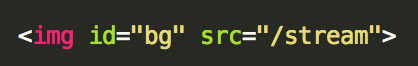 <img id="bg" src="/stream">